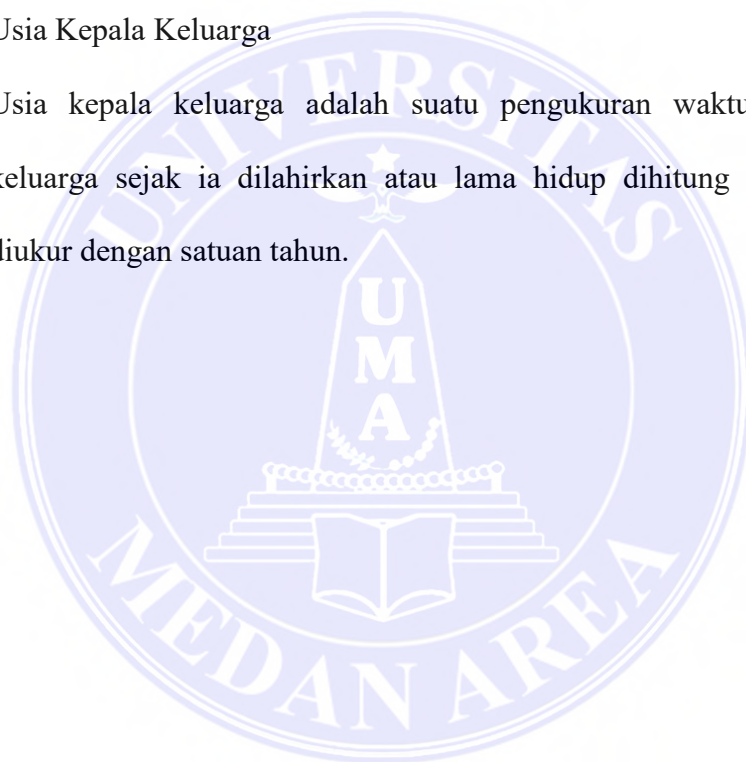 Usia Kepala Keluarga
Usia kepala keluarga adalah suatu pengukuran waktu
keluarga sejak ia dilahirkan atau lama hidup dihitung
diukur dengan satuan tahun.
UNIVERSITAS
U
M
A
MEDAN AREA